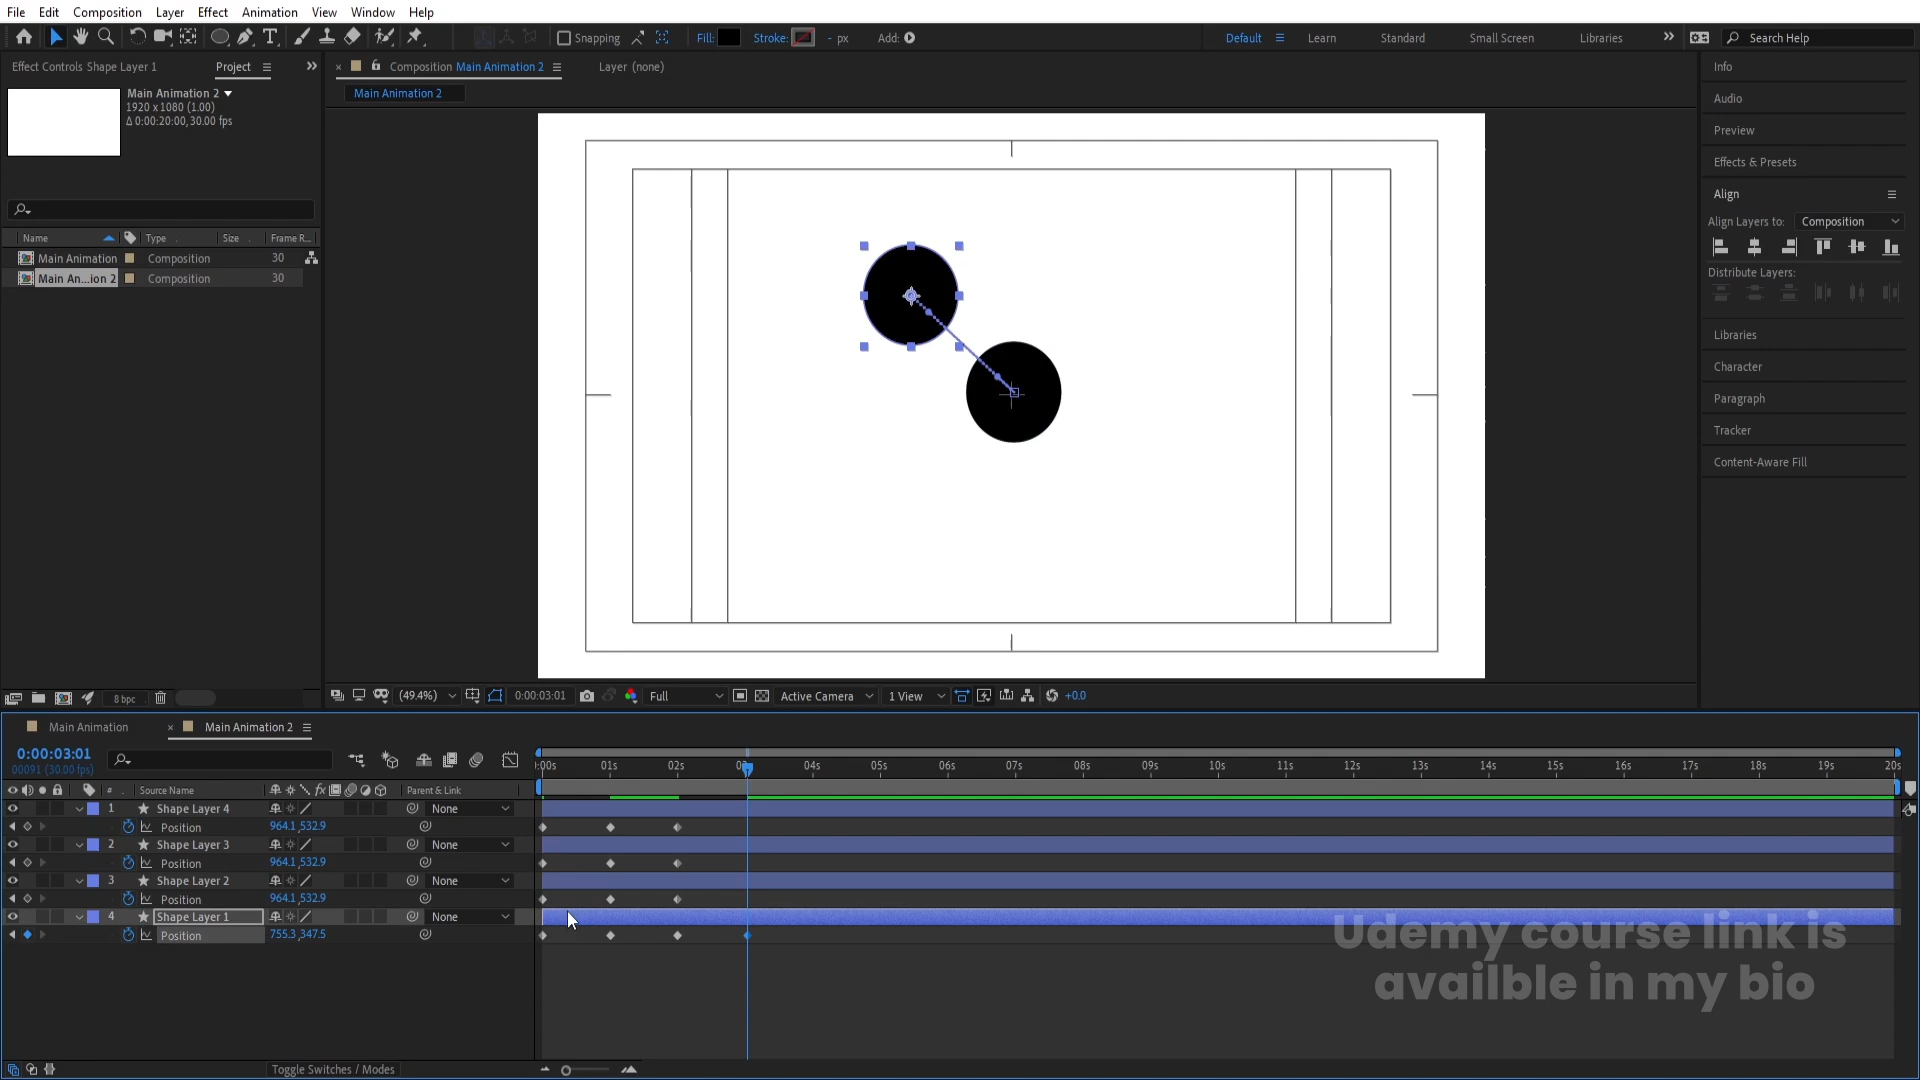 File Edit Composition Layer Effect Animation View Window Help
Snapping Fill: Stroke: - px Add: Default Learn Standard Small Screen Libraries Search Help
Effect Controls Shape Layer 1 Project Composition Main Animation 2 Layer (none) Info
Main Animation 2
1920 x 1080 (1.00)
Δ 0:00:20:00, 30.00 fps
Main Animation 2
Audio
Preview
Effects & Presets
Align
Align Layers to: Composition
Distribute Layers:
Libraries
Character
Paragraph
Tracker
Content-Aware Fill
Name Type Size Frame R...
Main Animation Composition 30
Main An...ion 2 Composition 30
8 bpc (49.4%) 0:00:03:01 Full Active Camera 1 View +0.0
Main Animation Main Animation 2
0:00:03:01
00091 (30.00 fps)
:00s 01s 02s 04s 05s 06s 07s 08s 09s 10s 11s 12s 13s 14s 15s 16s 17s 18s 19s 20s
# Source Name Parent & Link
1 Shape Layer 4 None
Position 964.1,532.9
2 Shape Layer 3 None
Position 964.1,532.9
3 Shape Layer 2 None
Position 964.1,532.9
4 Shape Layer 1 None
Position 755.3,347.5
Udemy course link is
availble in my bio
Toggle Switches / Modes